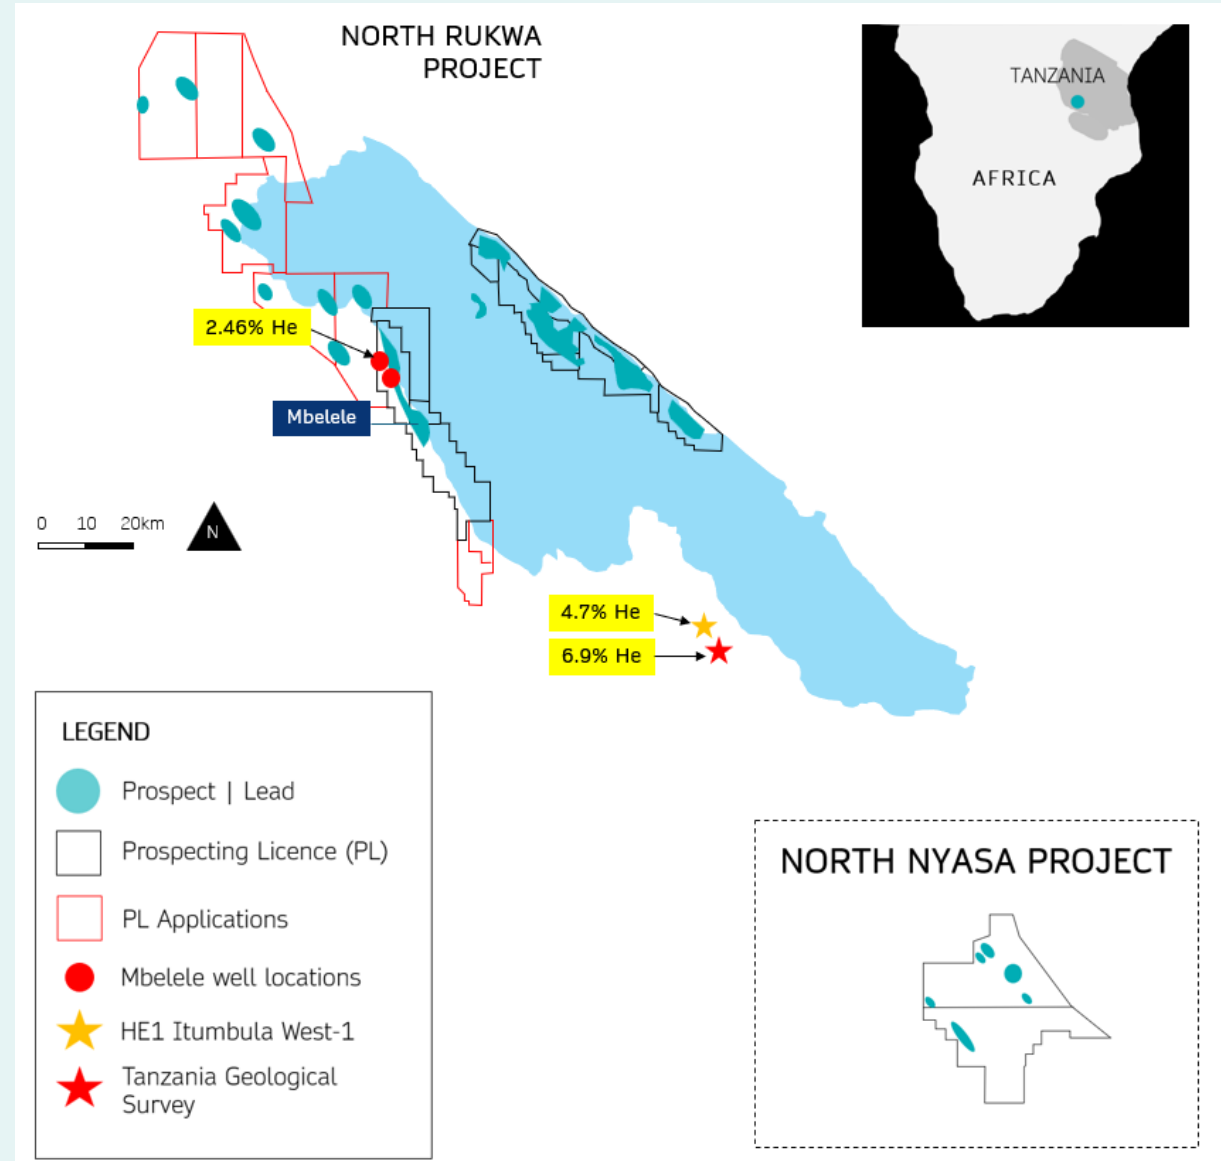 NORTH RUKWA
PROJECT
TANZANIA
AFRICA
2.46% He
Mbelele
0 10 20km
N
4.7% He
6.9% He
LEGEND
Prospect | Lead
Prospecting Licence (PL)
PL Applications
Mbelele well locations
HE1 Itumbula West-1
Tanzania Geological
Survey
NORTH NYASA PROJECT